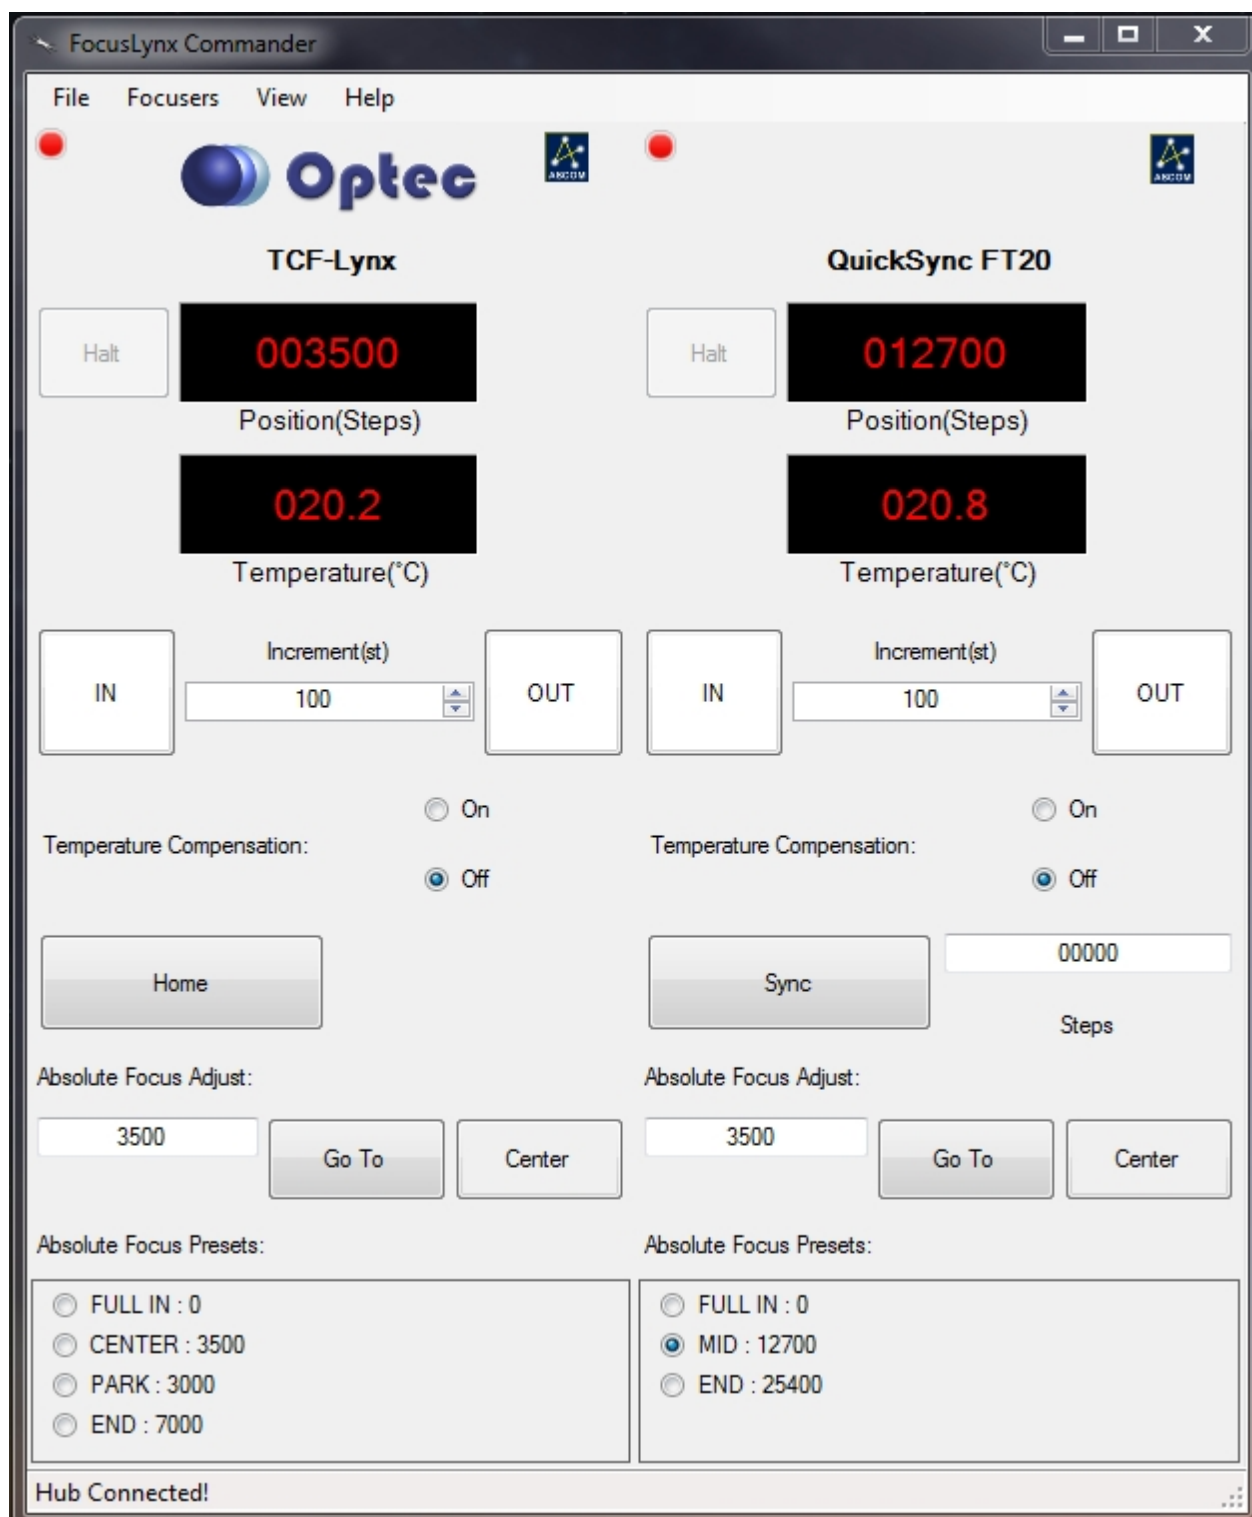 FocusLynx Commander
File Focusers View Help
Optec
ASCOM
ASCOM
TCF-Lynx
QuickSync FT20
Halt
003500
Halt
012700
Position(Steps)
Position(Steps)
020.2
020.8
Temperature(°C)
Temperature(°C)
IN
Increment(st)
100
OUT
IN
Increment(st)
100
OUT
Temperature Compensation:
On
Off
Temperature Compensation:
On
Off
Home
Sync
00000
Steps
Absolute Focus Adjust:
Absolute Focus Adjust:
3500
Go To
Center
3500
Go To
Center
Absolute Focus Presets:
FULL IN : 0
CENTER : 3500
PARK : 3000
END : 7000
Absolute Focus Presets:
FULL IN : 0
MID : 12700
END : 25400
Hub Connected!